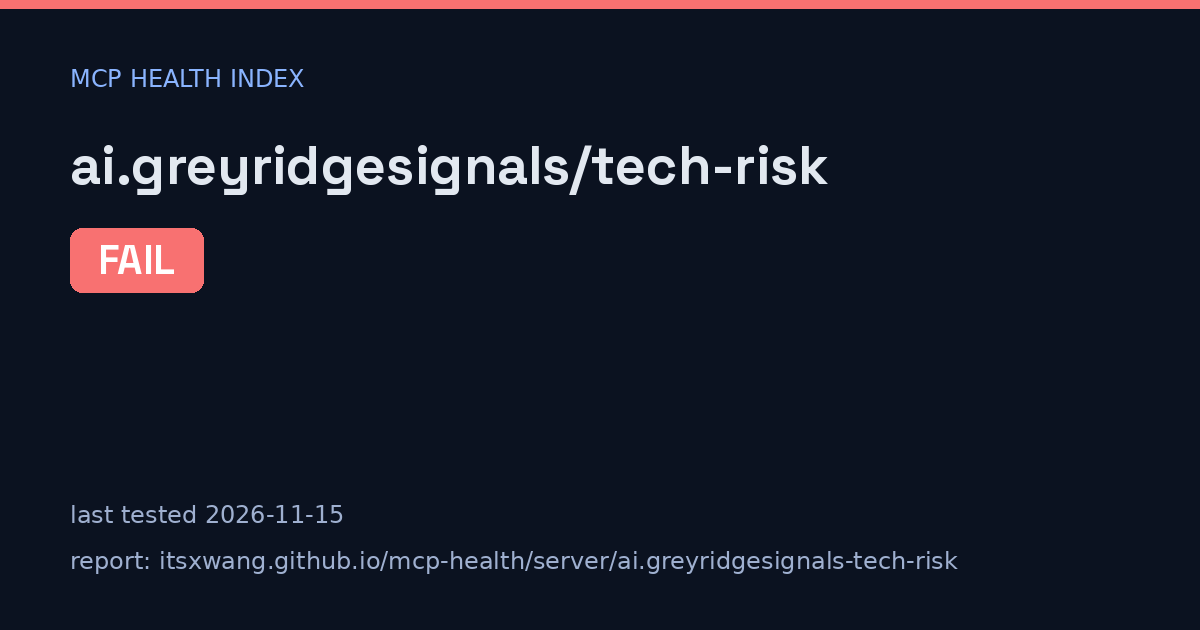 MCP HEALTH INDEX
ai.greyridgesignals/tech-risk
FAIL
last tested 2026-11-15
report: itsxwang.github.io/mcp-health/server/ai.greyridgesignals-tech-risk